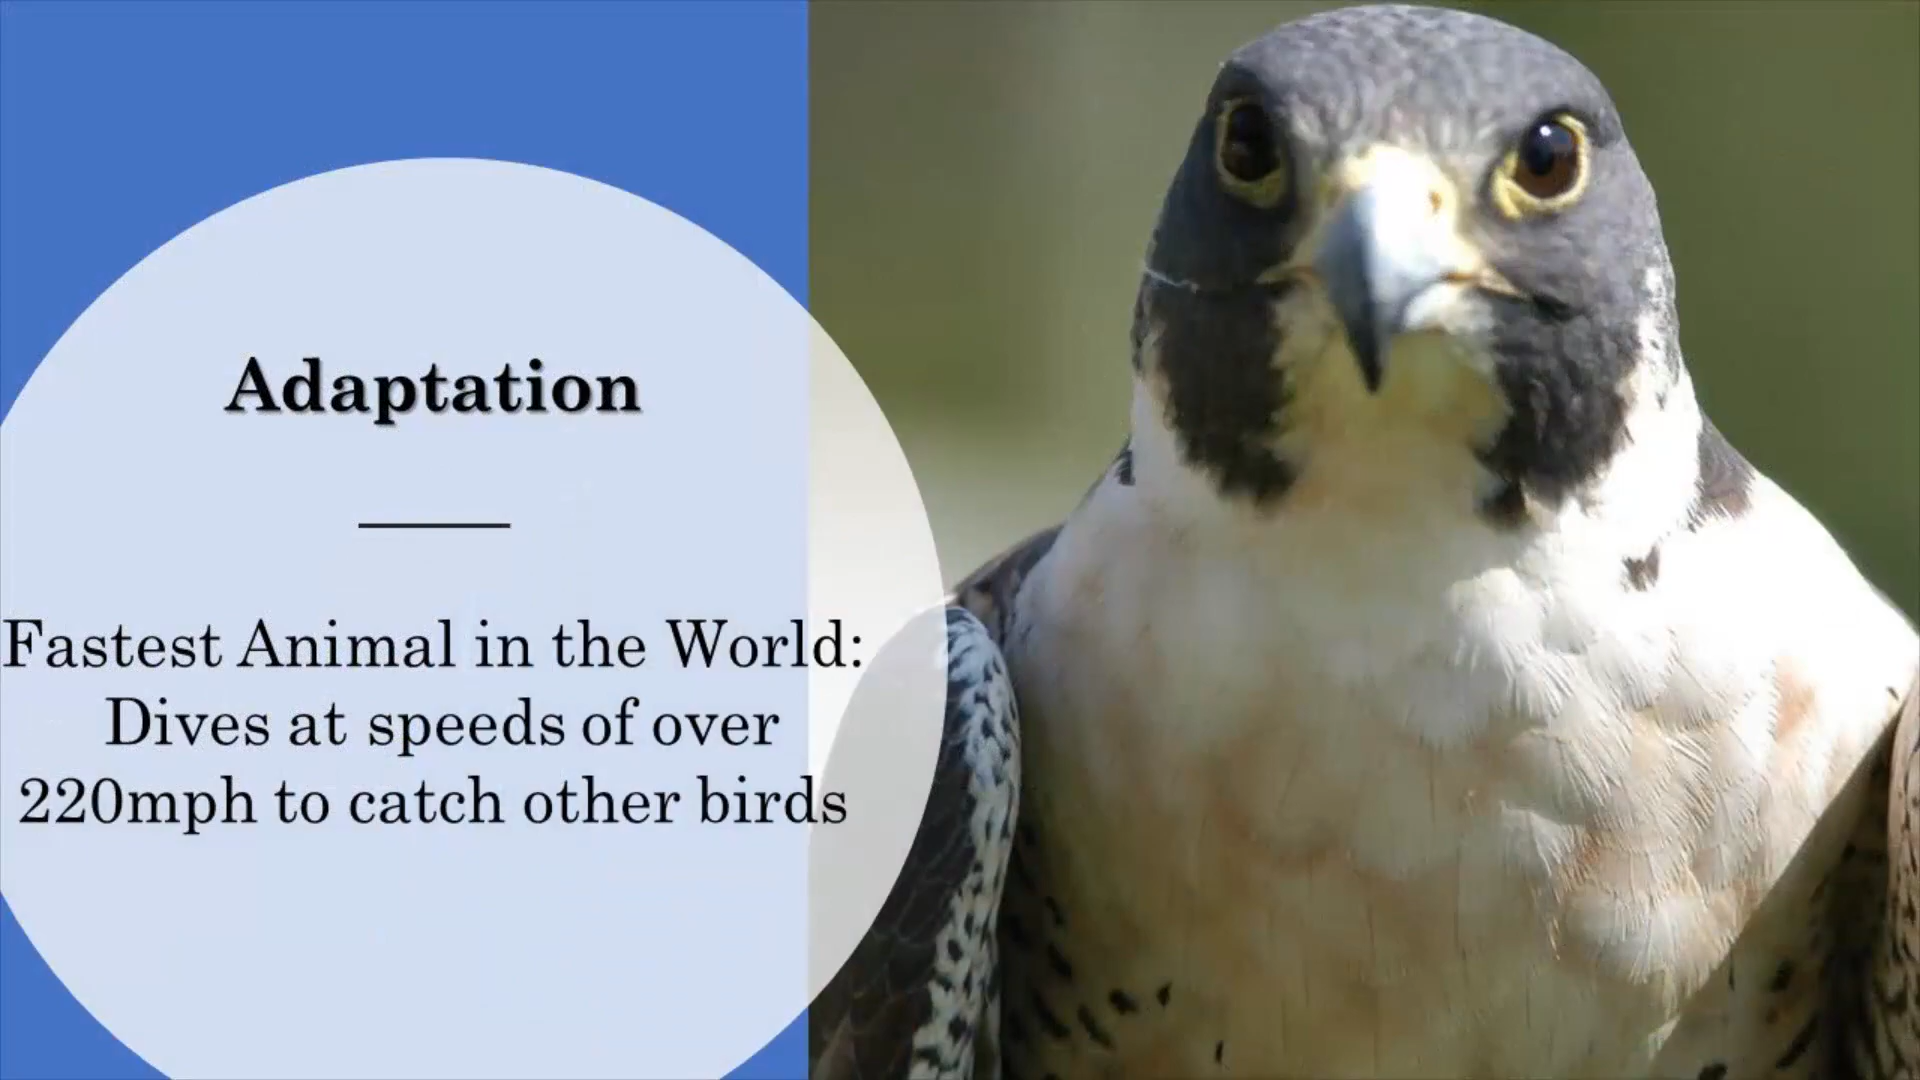 Adaptation
Fastest Animal in the World:
Dives at speeds of over
220mph to catch other birds